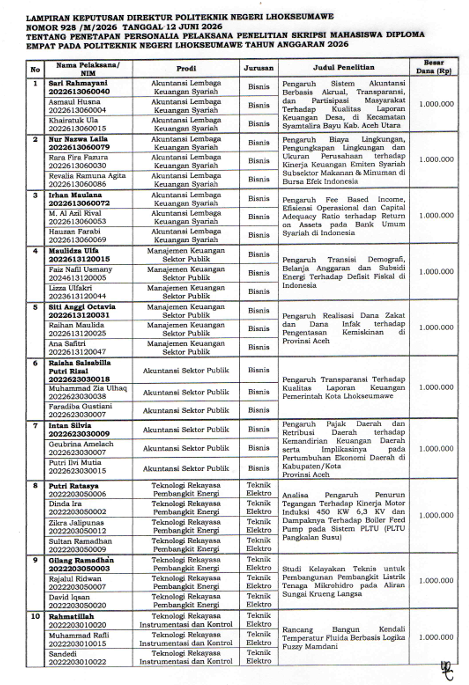 LAMPIRAN KEPUTUSAN DIREKTUR POLITEKNIK NEGERI LHOKSEUMAWE
NOMOR 928 /M/2026 TANGGAL 12 JUNI 2026
TENTANG PENETAPAN PERSONALIA PELAKSANA PENELITIAN SKRIPSI MAHASISWA DIPLOMA
EMPAT PADA POLITEKNIK NEGERI LHOKSEUMAWE TAHUN ANGGARAN 2026
No
Nama Pelaksana/
NIM
Prodi
Jurusan
Judul Penelitian
Besar
Dana (Rp)
1
Sari Rahmayani
2022613060040
Akuntansi Lembaga
Keuangan Syariah
Bisnis
Asmaul Husna
2022613060004
Akuntansi Lembaga
Keuangan Syariah
Bisnis
Khairatuk Ula
2022613060015
Akuntansi Lembaga
Keuangan Syariah
Bisnis
Pengaruh Sistem Akuntansi
Berbasis Akrual, Transparansi,
dan Partisipasi Masyarakat
Terhadap Kualitas Laporan
Keuangan Desa, di Kecamatan
Syamtalira Bayu Kab. Aceh Utara
1.000.000
2
Nur Nazwa Laila
2022613060079
Akuntansi Lembaga
Keuangan Syariah
Bisnis
Rara Fira Fazura
2022613060030
Akuntansi Lembaga
Keuangan Syariah
Bisnis
Revalia Ramuna Agita
2022613060086
Akuntansi Lembaga
Keuangan Syariah
Bisnis
Pengaruh Biaya Lingkungan,
Pengungkapan Lingkungan dan
Ukuran Perusahaan terhadap
Kinerja Keuangan Emiten Syariah
Subsektor Makanan & Minuman di
Bursa Efek Indonesia
1.000.000
3
Irhan Maulana
2022613060072
Akuntansi Lembaga
Keuangan Syariah
Bisnis
M. Al Azil Rival
2022613060053
Akuntansi Lembaga
Keuangan Syariah
Bisnis
Hauzan Farabi
2022613060069
Akuntansi Lembaga
Keuangan Syariah
Bisnis
Pengaruh Fee Based Income,
Efisiensi Operasional dan Capital
Adequacy Ratio terhadap Return
on Assets pada Bank Umum
Syariah di Indonesia
1.000.000
4
Maulidza Ulfa
2022613120015
Manajemen Keuangan
Sektor Publik
Bisnis
Faiz Nafil Usmany
2024605120005
Manajemen Keuangan
Sektor Publik
Bisnis
Lizza Ulfakri
2023613120044
Manajemen Keuangan
Sektor Publik
Bisnis
Pengaruh Transisi Demografi,
Belanja Anggaran dan Subsidi
Energi Terhadap Defisit Fiskal di
Indonesia
1.000.000
5
Siti Anggi Octavia
2022613120031
Manajemen Keuangan
Sektor Publik
Bisnis
Raihan Maulida
2022613120025
Manajemen Keuangan
Sektor Publik
Bisnis
Ana Safitri
2022613120047
Manajemen Keuangan
Sektor Publik
Bisnis
Pengaruh Realisasi Dana Zakat
dan Dana Infak terhadap
Pengentasan Kemiskinan di
Provinsi Aceh
1.000.000
6
Raisha Salsabilla
Putri Rizal
2022623030018
Akuntansi Sektor Publik
Bisnis
Muhammad Zia Ulhaq
2022623030038
Akuntansi Sektor Publik
Bisnis
Faradiba Gustiani
2022623030007
Akuntansi Sektor Publik
Bisnis
Pengaruh Transparansi Terhadap
Kualitas Laporan Keuangan
Pemerintah Kota Lhokseumawe
1.000.000
7
Intan Silvia
2022623030009
Akuntansi Sektor Publik
Bisnis
Geubrina Amelach
2022623030007
Akuntansi Sektor Publik
Bisnis
Putri Ilvi Mutia
2022623030015
Akuntansi Sektor Publik
Bisnis
Pengaruh Pajak Daerah dan
Retribusi Daerah terhadap
Kemandirian Keuangan Daerah
serta Implikasinya pada
Pertumbuhan Ekonomi Daerah di
Kabupaten/Kota
Provinsi Aceh
1.000.000
8
Putri Ratasya
2022203050006
Teknologi Rekayasa
Pembangkit Energi
Teknik
Elektro
Dinda Ira
2022203050002
Teknologi Rekayasa
Pembangkit Energi
Teknik
Elektro
Zikra Jalipunas
2022203050012
Teknologi Rekayasa
Pembangkit Energi
Teknik
Elektro
Sultan Ramadhan
2022203050009
Teknologi Rekayasa
Pembangkit Energi
Teknik
Elektro
Analisa Pengaruh Penurun
Tegangan Terhadap Kinerja Motor
Induksi 450 KW 6,3 KV dan
Dampaknya Terhadap Boiler Feed
Pump pada Sistem PLTU (PLTU
Pangkalan Susu)
1.000.000
9
Gilang Ramadhan
2022203050003
Teknologi Rekayasa
Pembangkit Energi
Teknik
Elektro
Rajalul Ridwan
2022203050007
Teknologi Rekayasa
Pembangkit Energi
Teknik
Elektro
David Iqsan
2022203050020
Teknologi Rekayasa
Pembangkit Energi
Teknik
Elektro
Studi Kelayakan Teknis untuk
Pembangunan Pembangkit Listrik
Tenaga Mikrohidro pada Aliran
Sungai Krueng Langsa
1.000.000
10
Rahmatillah
2022203010020
Teknologi Rekayasa
Instrumentasi dan Kontrol
Teknik
Elektro
Muhammad Rafli
2022203010015
Teknologi Rekayasa
Instrumentasi dan Kontrol
Teknik
Elektro
Sandedi
2022203010022
Teknologi Rekayasa
Instrumentasi dan Kontrol
Teknik
Elektro
Rancang Bangun Kendali
Temperatur Fluida Berbasis Logika
Fuzzy Mamdani
1.000.000